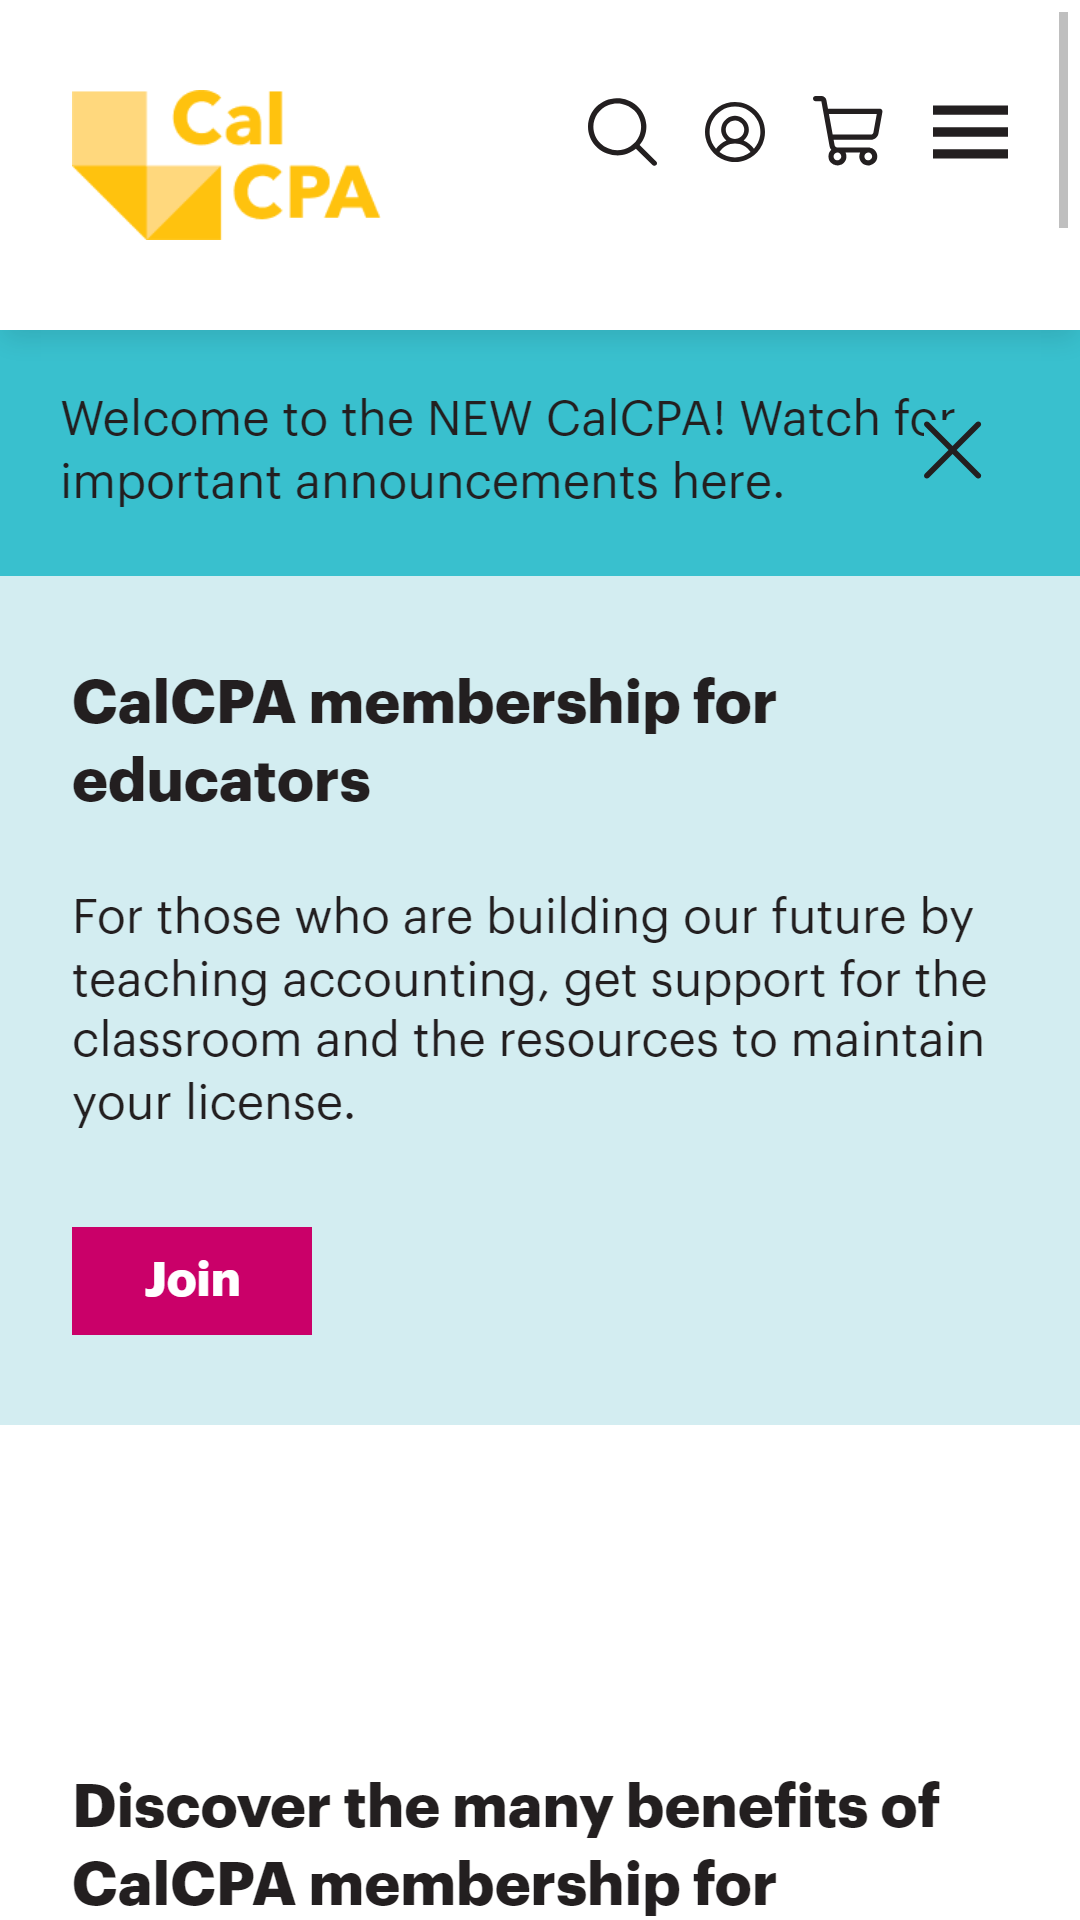 Cal
CPA
Welcome to the NEW CalCPA! Watch for
important announcements here.
CalCPA membership for
educators
For those who are building our future by
teaching accounting, get support for the
classroom and the resources to maintain
your license.
Join
Discover the many benefits of
CalCPA membership for